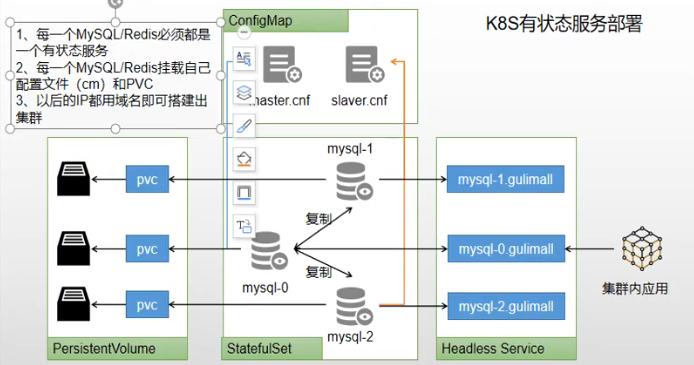 K8S有状态服务部署
1、每一个MySQL/Redis必须都是
一个有状态服务
2、每一个MySQL/Redis挂载自己
配置文件（cm）和PVC
3、以后的IP都用域名即可搭建出
集群
ConfigMap
slaver.cnf
mysql-1
pvc
mysql-1.gulimall
复制
pvc
mysql-0
mysql-0.gulimall
集群内应用
复制
pvc
mysql-2
mysql-2.gulimall
PersistentVolume
StatefulSet
Headless Service